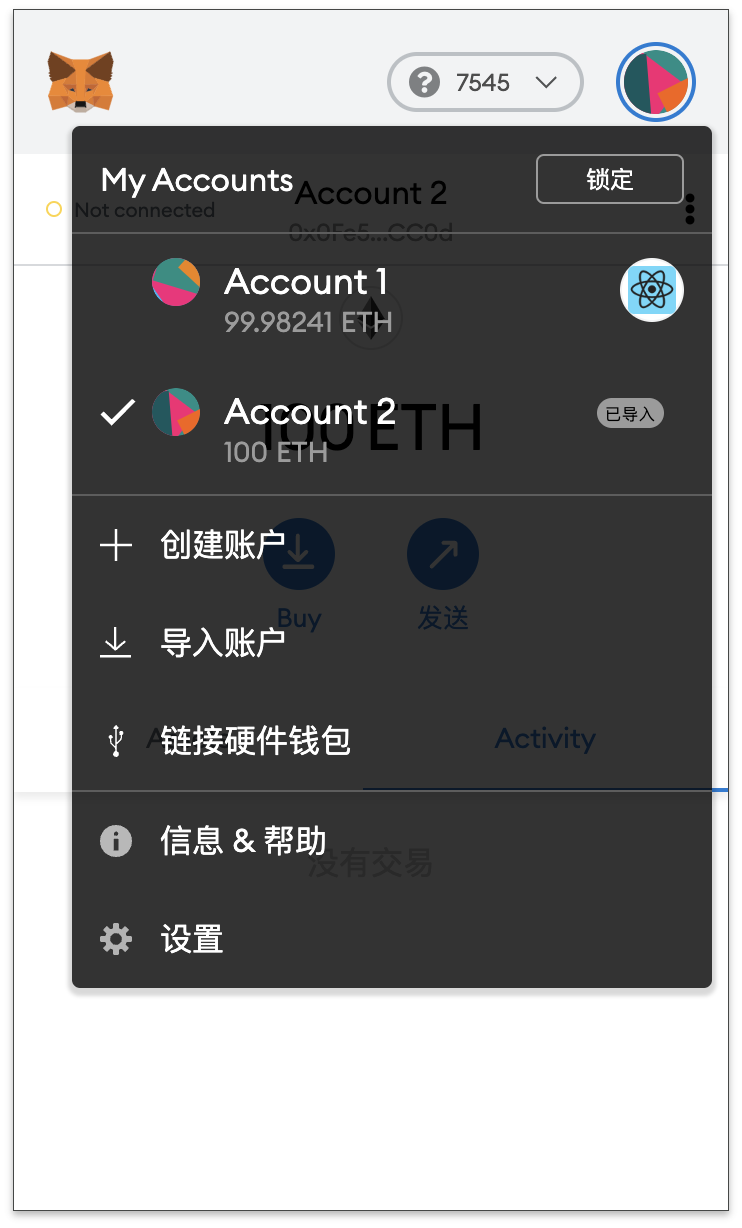 7545
My Accounts
锁定
Account 2
Not connected
0x0Fe5...CC0d
Account 1
99.98241 ETH
Account 2
已导入
100 ETH
100 ETH
创建账户
Buy
发送
导入账户
链接硬件钱包
Activity
信息 & 帮助
没有交易
设置